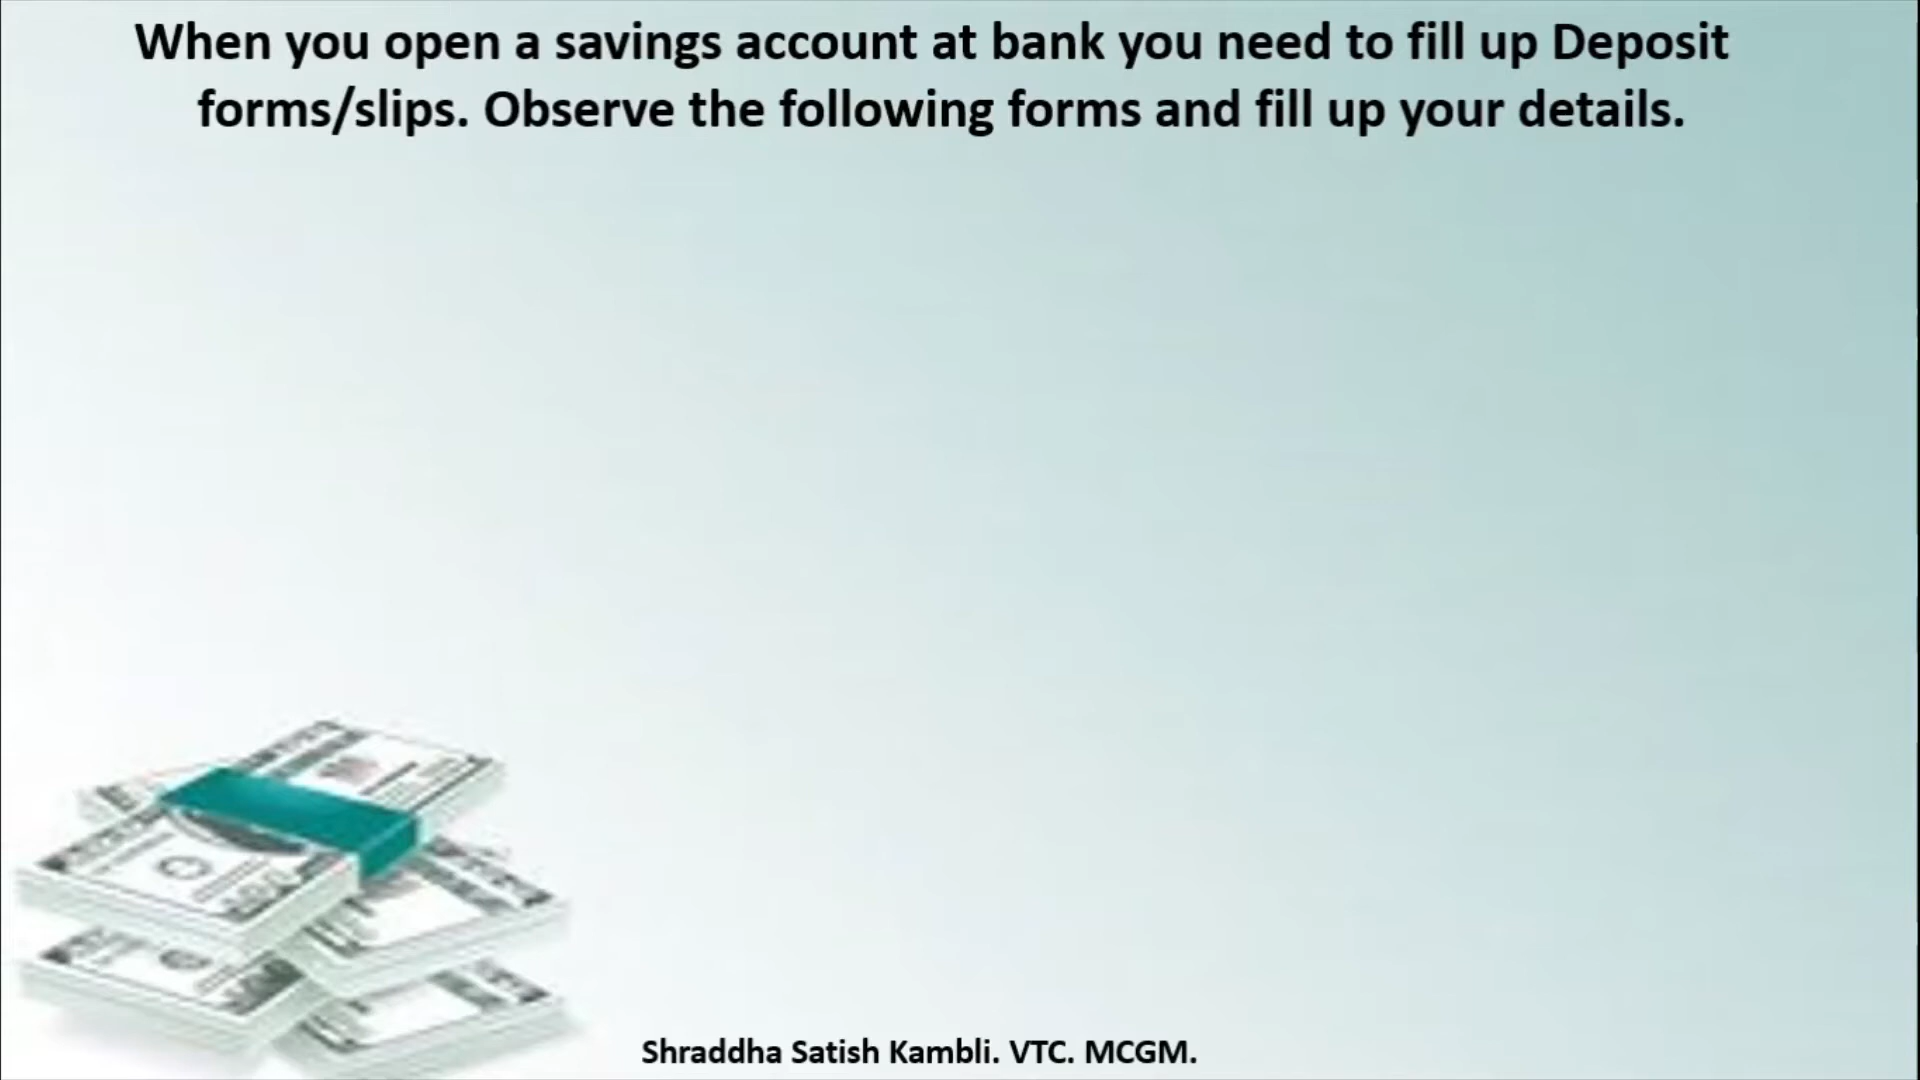 When you open a savings account at bank you need to fill up Deposit
forms/slips. Observe the following forms and fill up your details.
Shraddha Satish Kambli. VTC. MCGM.